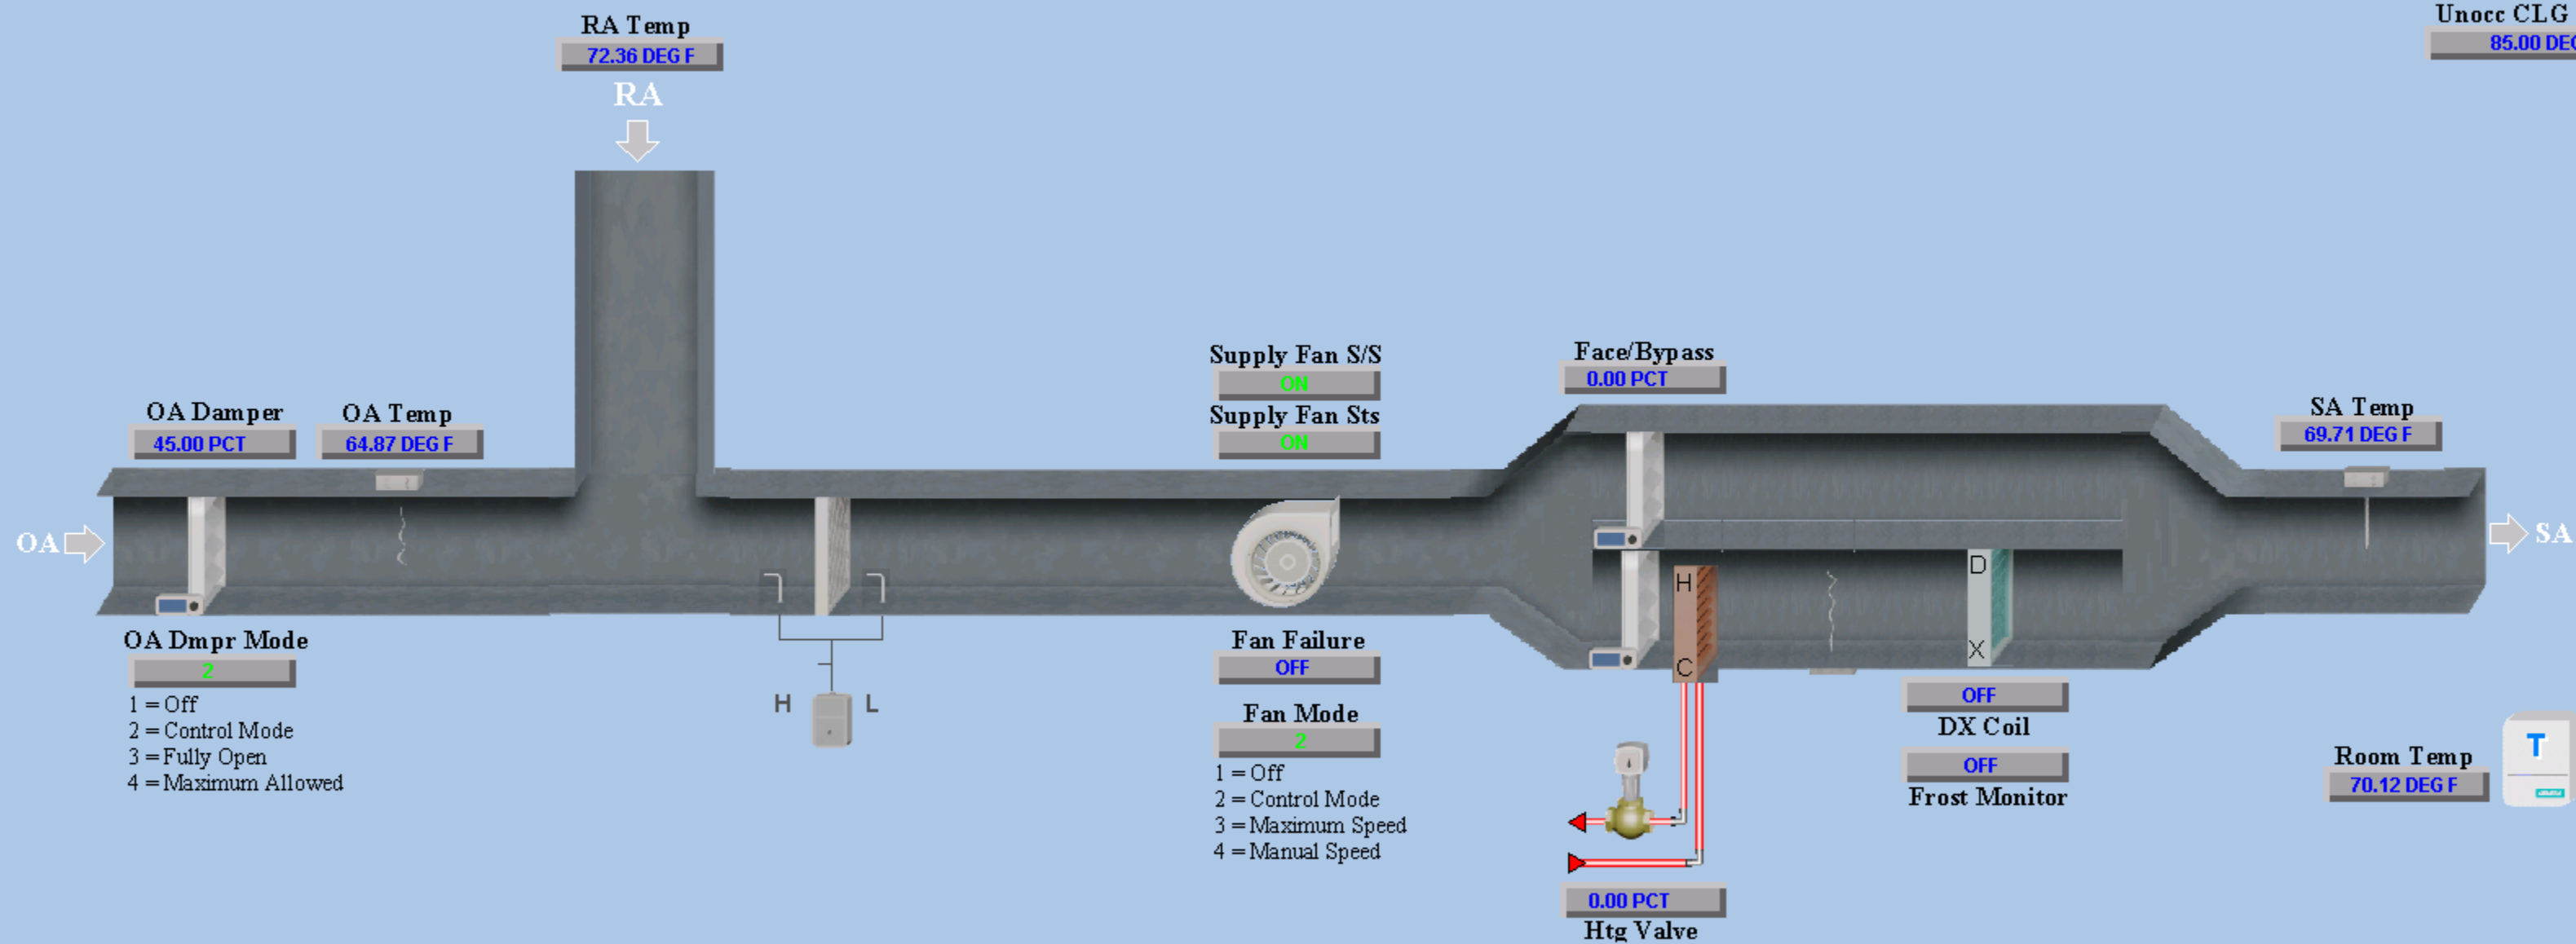 Unocc CLG
85.00 DEG
RA Temp
72.36 DEG F
RA
Supply Fan S/S
ON
Supply Fan Sts
ON
Face/Bypass
0.00 PCT
OA Damper
45.00 PCT
OA Temp
64.87 DEG F
SA Temp
69.71 DEG F
OA
SA
H
C
D
X
OA Dmpr Mode
2
1 = Off
2 = Control Mode
3 = Fully Open
4 = Maximum Allowed
H
L
Fan Failure
OFF
Fan Mode
2
1 = Off
2 = Control Mode
3 = Maximum Speed
4 = Manual Speed
OFF
DX Coil
OFF
Frost Monitor
Room Temp
70.12 DEG F
T
0.00 PCT
Htg Valve